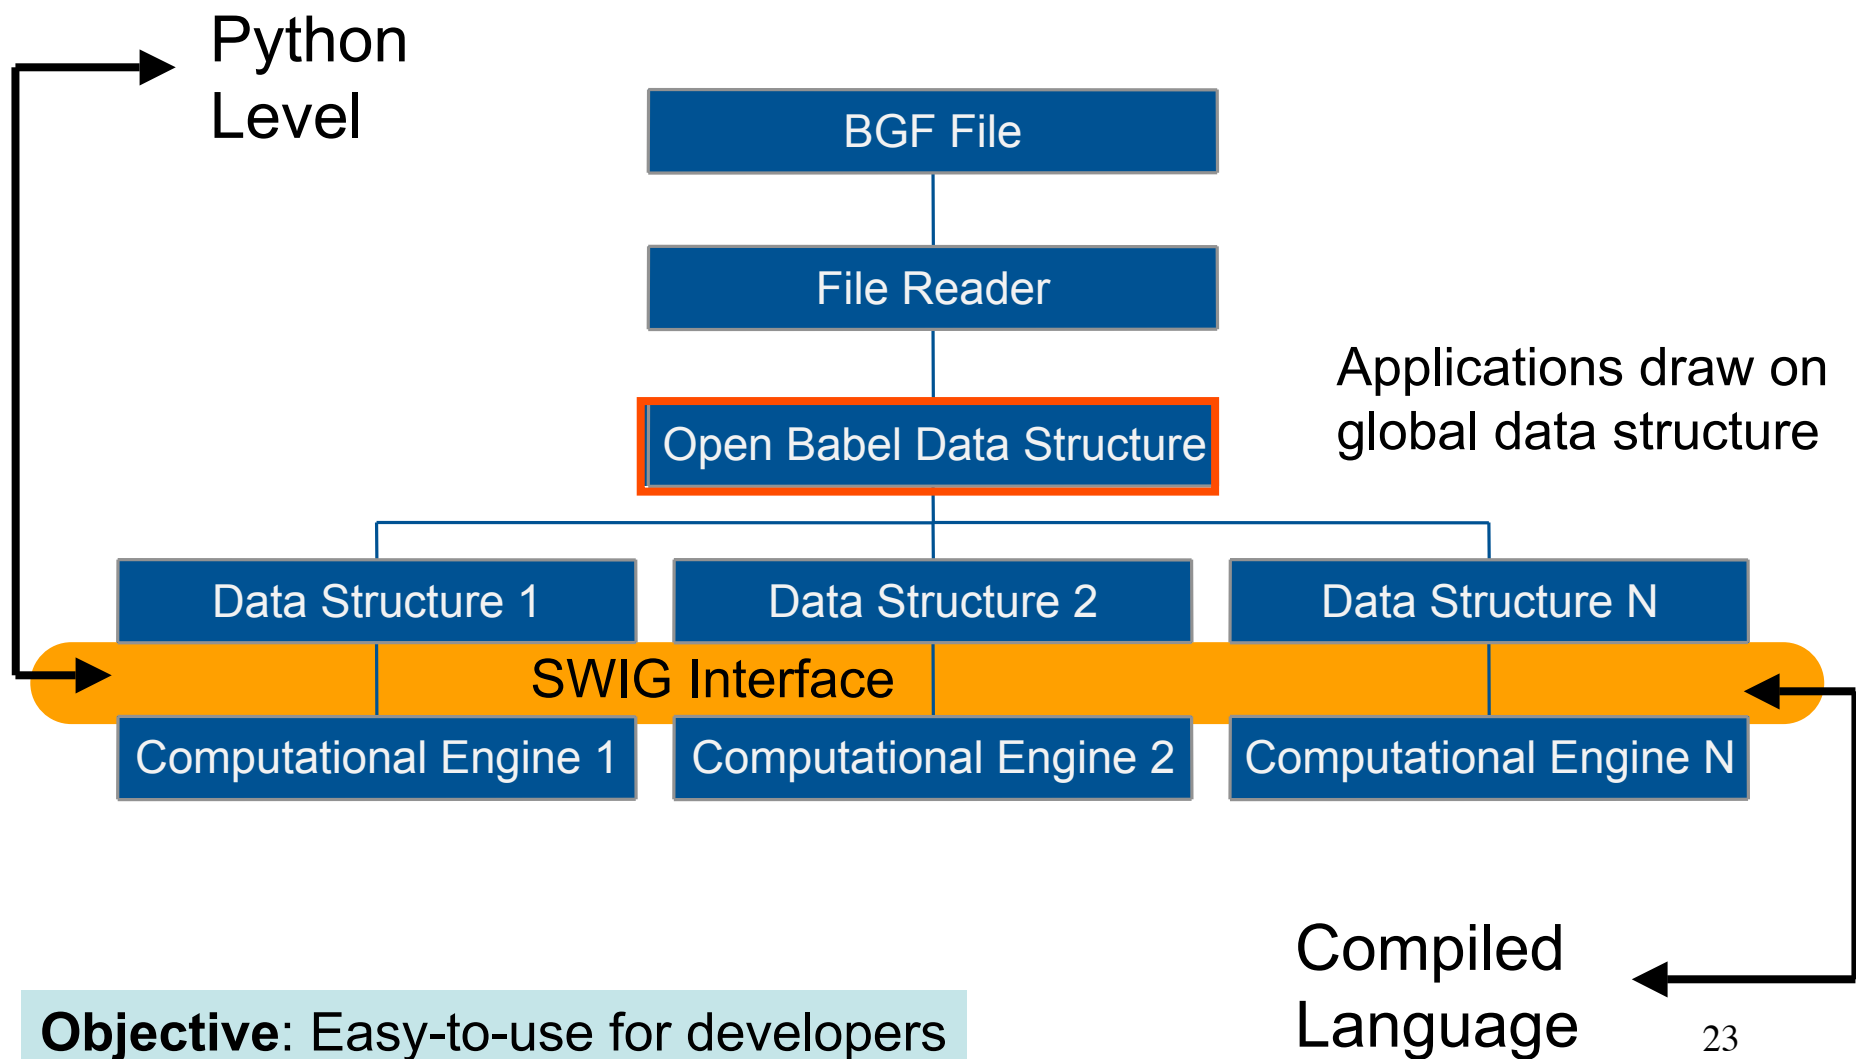 Python
Level
BGF File
File Reader
Applications draw on
global data structure
Open Babel Data Structure
Data Structure 1
Data Structure 2
Data Structure N
SWIG Interface
Computational Engine 1
Computational Engine 2
Computational Engine N
Compiled
Language
Objective: Easy-to-use for developers
23